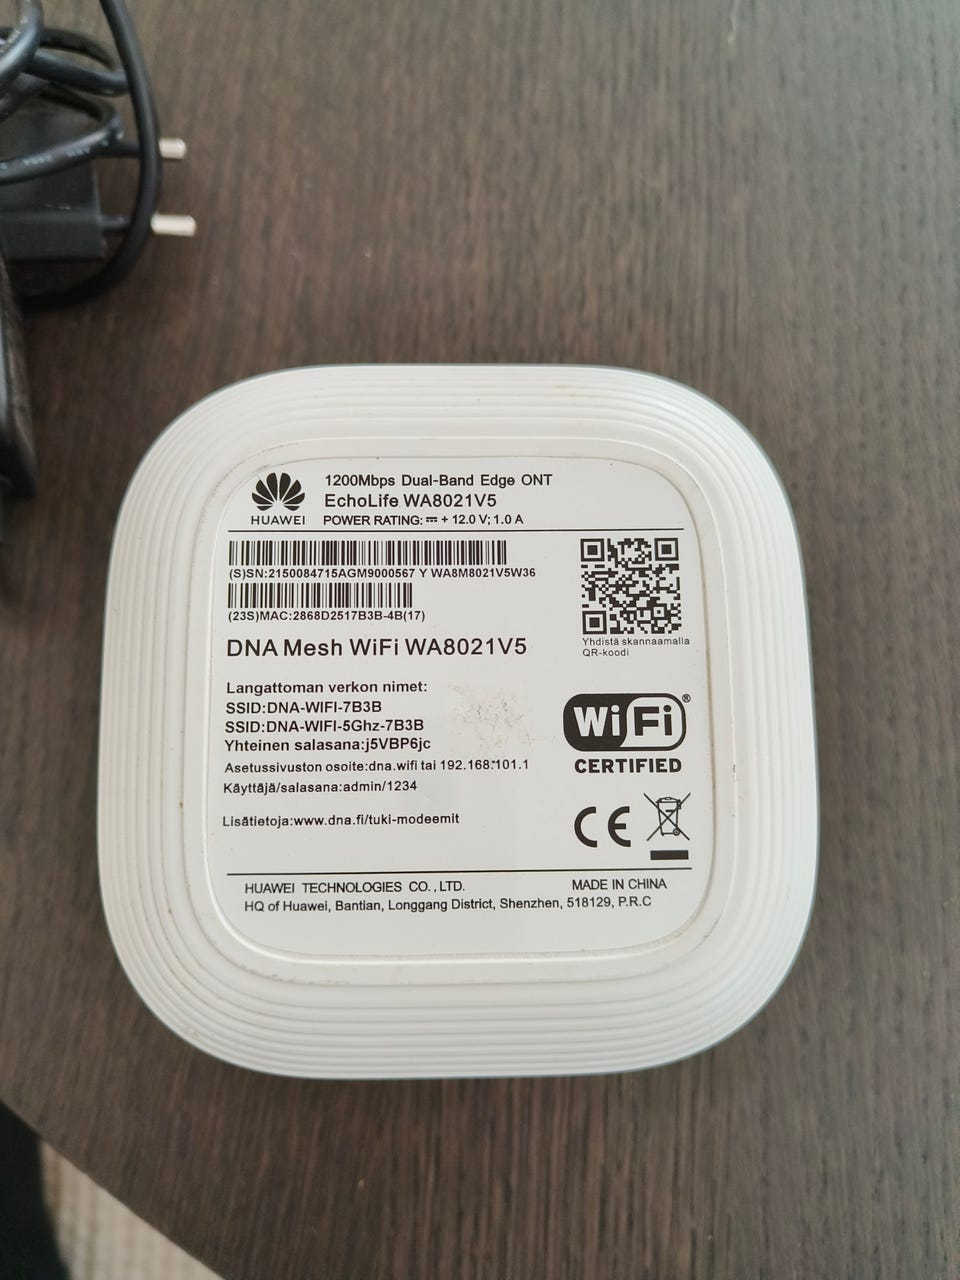 1200Mbps Dual-Band Edge ONT
EchoLife WA8021V5
HUAWEI
POWER RATING: ⎓ + 12.0 V; 1.0 A
(S)SN:2150084715AGM9000567 Y WA8M8021V5W36
(23S)MAC:2868D2517B3B-4B(17)
Yhdistä skannaamalla
QR-koodi
DNA Mesh WiFi WA8021V5
Langattoman verkon nimet:
SSID:DNA-WIFI-7B3B
SSID:DNA-WIFI-5Ghz-7B3B
Yhteinen salasana:j5VBP6jc
Asetussivuston osoite:dna.wifi tai 192.168.101.1
Käyttäjä/salasana:admin/1234
Lisätietoja:www.dna.fi/tuki-modeemit
WiFi®
CERTIFIED
CE
HUAWEI TECHNOLOGIES CO., LTD. MADE IN CHINA
HQ of Huawei, Bantian, Longgang District, Shenzhen, 518129, P.R.C